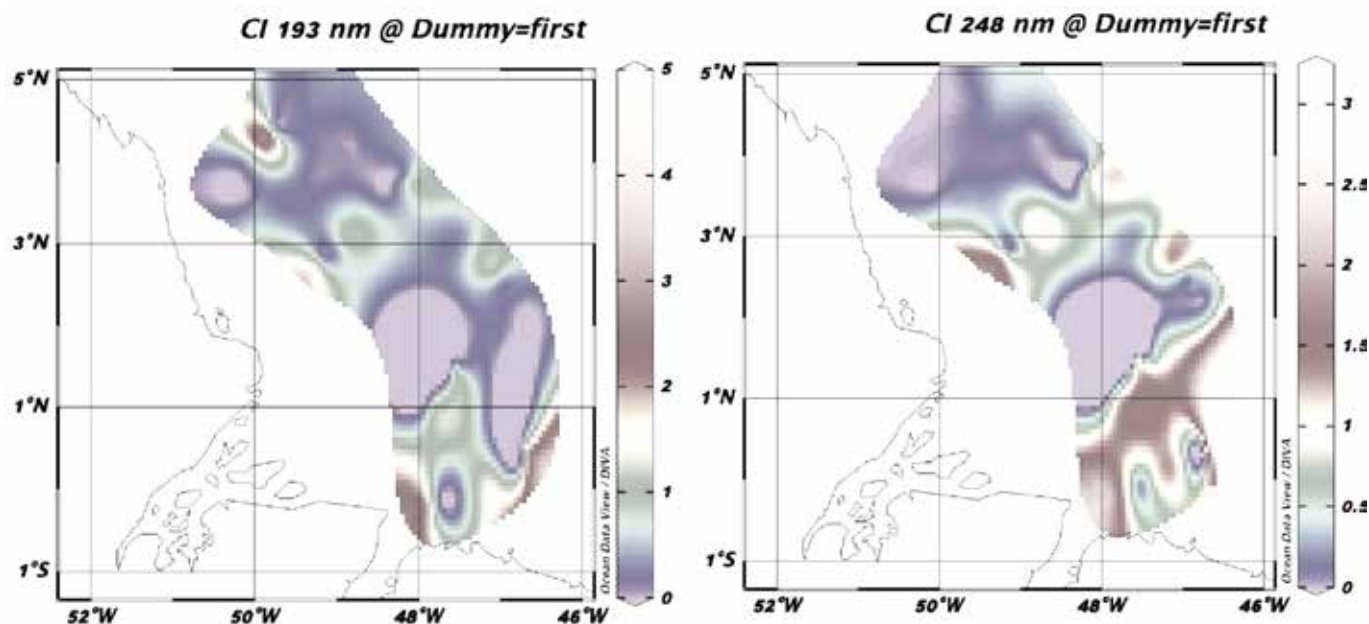 CI 193 nm @ Dummy=first
5°N
3°N
1°N
1°S
52°W
50°W
48°W
46°W
5
4
3
2
1
0
Ocean Data View / DIVA
CI 248 nm @ Dummy=first
5°N
3°N
1°N
1°S
52°W
50°W
48°W
46°W
3
2.5
2
1.5
1
0.5
0
Ocean Data View / DIVA